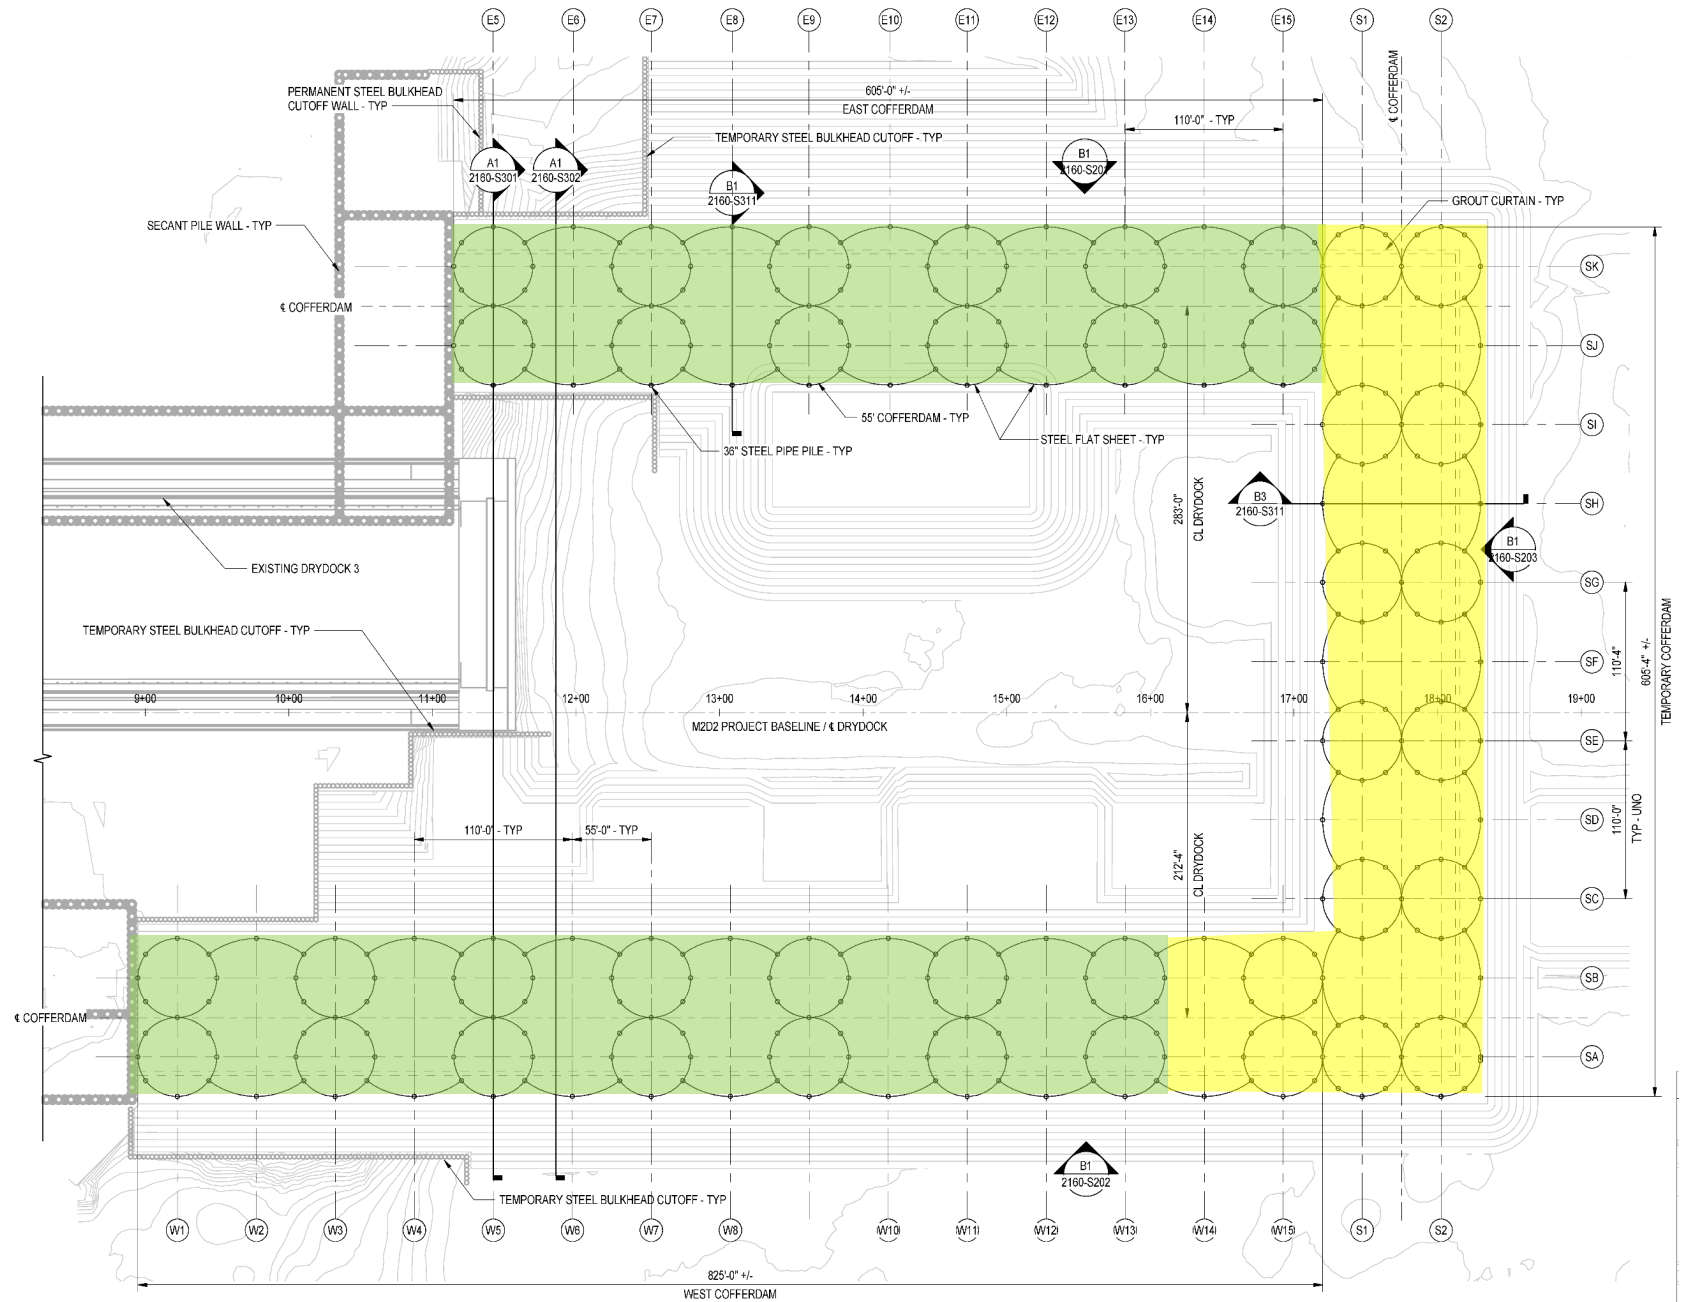 E5 E6 E7 E8 E9 E10 E11 E12 E13 E14 E15 S1 S2
℄ COFFERDAM
PERMANENT STEEL BULKHEAD
CUTOFF WALL - TYP
605'-0" +/-
EAST COFFERDAM
110'-0" - TYP
TEMPORARY STEEL BULKHEAD CUTOFF - TYP
A1
2160-S301
A1
2160-S302
B1
2160-S311
B1
2160-S201
GROUT CURTAIN - TYP
SECANT PILE WALL - TYP
SK
℄ COFFERDAM
SJ
55' COFFERDAM - TYP
SI
STEEL FLAT SHEET - TYP
36" STEEL PIPE PILE - TYP
283'-0"
CL DRYDOCK
B3
2160-S311
SH
B1
2160-S203
EXISTING DRYDOCK 3
SG
110'-4"
605'-4" +/-
TEMPORARY COFFERDAM
TEMPORARY STEEL BULKHEAD CUTOFF - TYP
SF
9+00 10+00 11+00 12+00 13+00 14+00 15+00 16+00 17+00 18+00 19+00
M2D2 PROJECT BASELINE / ℄ DRYDOCK
SE
110'-0"
TYP - UNO
SD
110'-0" - TYP
55'-0" - TYP
212'-4"
CL DRYDOCK
SC
SB
℄ COFFERDAM
SA
B1
2160-S202
TEMPORARY STEEL BULKHEAD CUTOFF - TYP
W1 W2 W3 W4 W5 W6 W7 W8 W10 W11 W12 W13 W14 W15 S1 S2
825'-0" +/-
WEST COFFERDAM